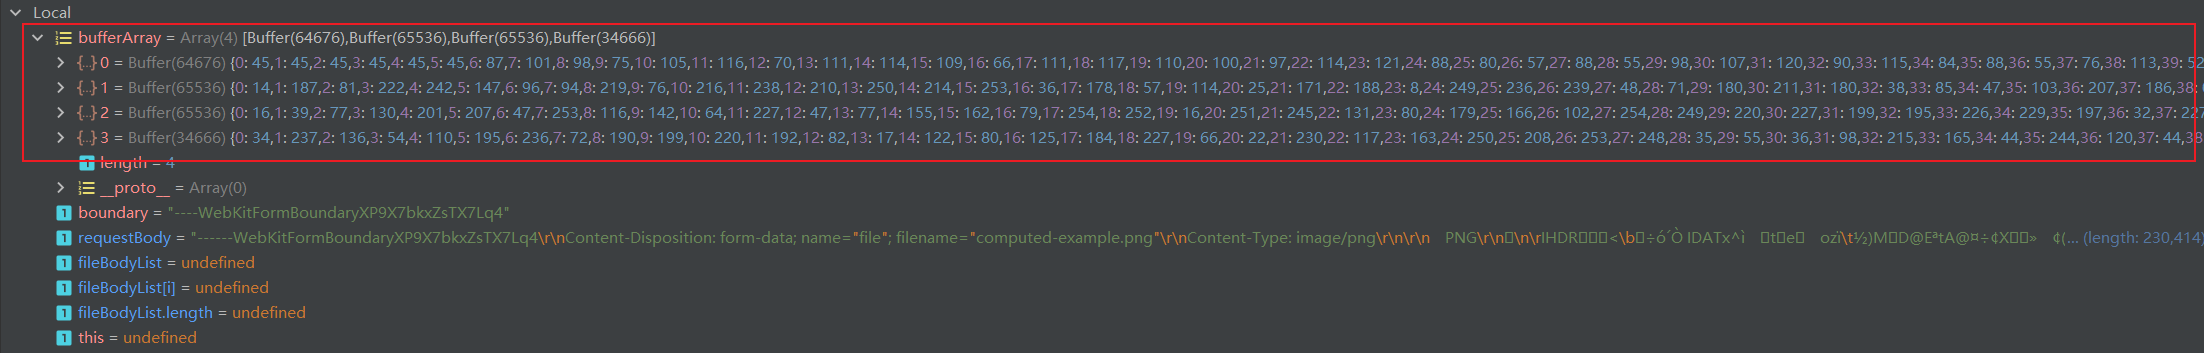 Local
bufferArray = Array(4) [Buffer(64676),Buffer(65536),Buffer(65536),Buffer(34666)]
{..} 0 = Buffer(64676) {0: 45,1: 45,2: 45,3: 45,4: 45,5: 45,6: 87,7: 101,8: 98,9: 75,10: 105,11: 116,12: 70,13: 111,14: 114,15: 109,16: 66,17: 111,18: 117,19: 110,20: 100,21: 97,22: 114,23: 121,24: 88,25: 80,26: 57,27: 88,28: 55,29: 98,30: 107,31: 120,32: 90,33: 115,34: 84,35: 88,36: 55,37: 76,38: 113,39: 52
{..} 1 = Buffer(65536) {0: 14,1: 187,2: 81,3: 222,4: 242,5: 147,6: 96,7: 94,8: 219,9: 76,10: 216,11: 238,12: 210,13: 250,14: 214,15: 253,16: 36,17: 178,18: 57,19: 114,20: 25,21: 171,22: 188,23: 8,24: 249,25: 236,26: 239,27: 48,28: 71,29: 180,30: 211,31: 180,32: 38,33: 85,34: 47,35: 103,36: 207,37: 186,38:
{..} 2 = Buffer(65536) {0: 16,1: 39,2: 77,3: 130,4: 201,5: 207,6: 47,7: 253,8: 116,9: 142,10: 64,11: 227,12: 47,13: 77,14: 155,15: 162,16: 79,17: 254,18: 252,19: 16,20: 251,21: 245,22: 131,23: 80,24: 179,25: 166,26: 102,27: 254,28: 249,29: 220,30: 227,31: 199,32: 195,33: 226,34: 229,35: 197,36: 32,37: 227
{..} 3 = Buffer(34666) {0: 34,1: 237,2: 136,3: 54,4: 110,5: 195,6: 236,7: 72,8: 190,9: 199,10: 220,11: 192,12: 82,13: 17,14: 122,15: 80,16: 125,17: 184,18: 227,19: 66,20: 22,21: 230,22: 117,23: 163,24: 250,25: 208,26: 253,27: 248,28: 35,29: 55,30: 36,31: 98,32: 215,33: 165,34: 44,35: 244,36: 120,37: 44,38
length = 4
__proto__ = Array(0)
boundary = "----WebKitFormBoundaryXP9X7bkxZsTX7Lq4"
requestBody = "------WebKitFormBoundaryXP9X7bkxZsTX7Lq4\r\nContent-Disposition: form-data; name="file"; filename="computed-example.png"\r\nContent-Type: image/png\r\n\r\n PNG\r\n \n\r IHDR <\b ÷ó´Ò IDATx^ì t e ozï\t½)M D@EªtA@¤÷¢X » ¢(... (length: 230,414)
fileBodyList = undefined
fileBodyList[i] = undefined
fileBodyList.length = undefined
this = undefined